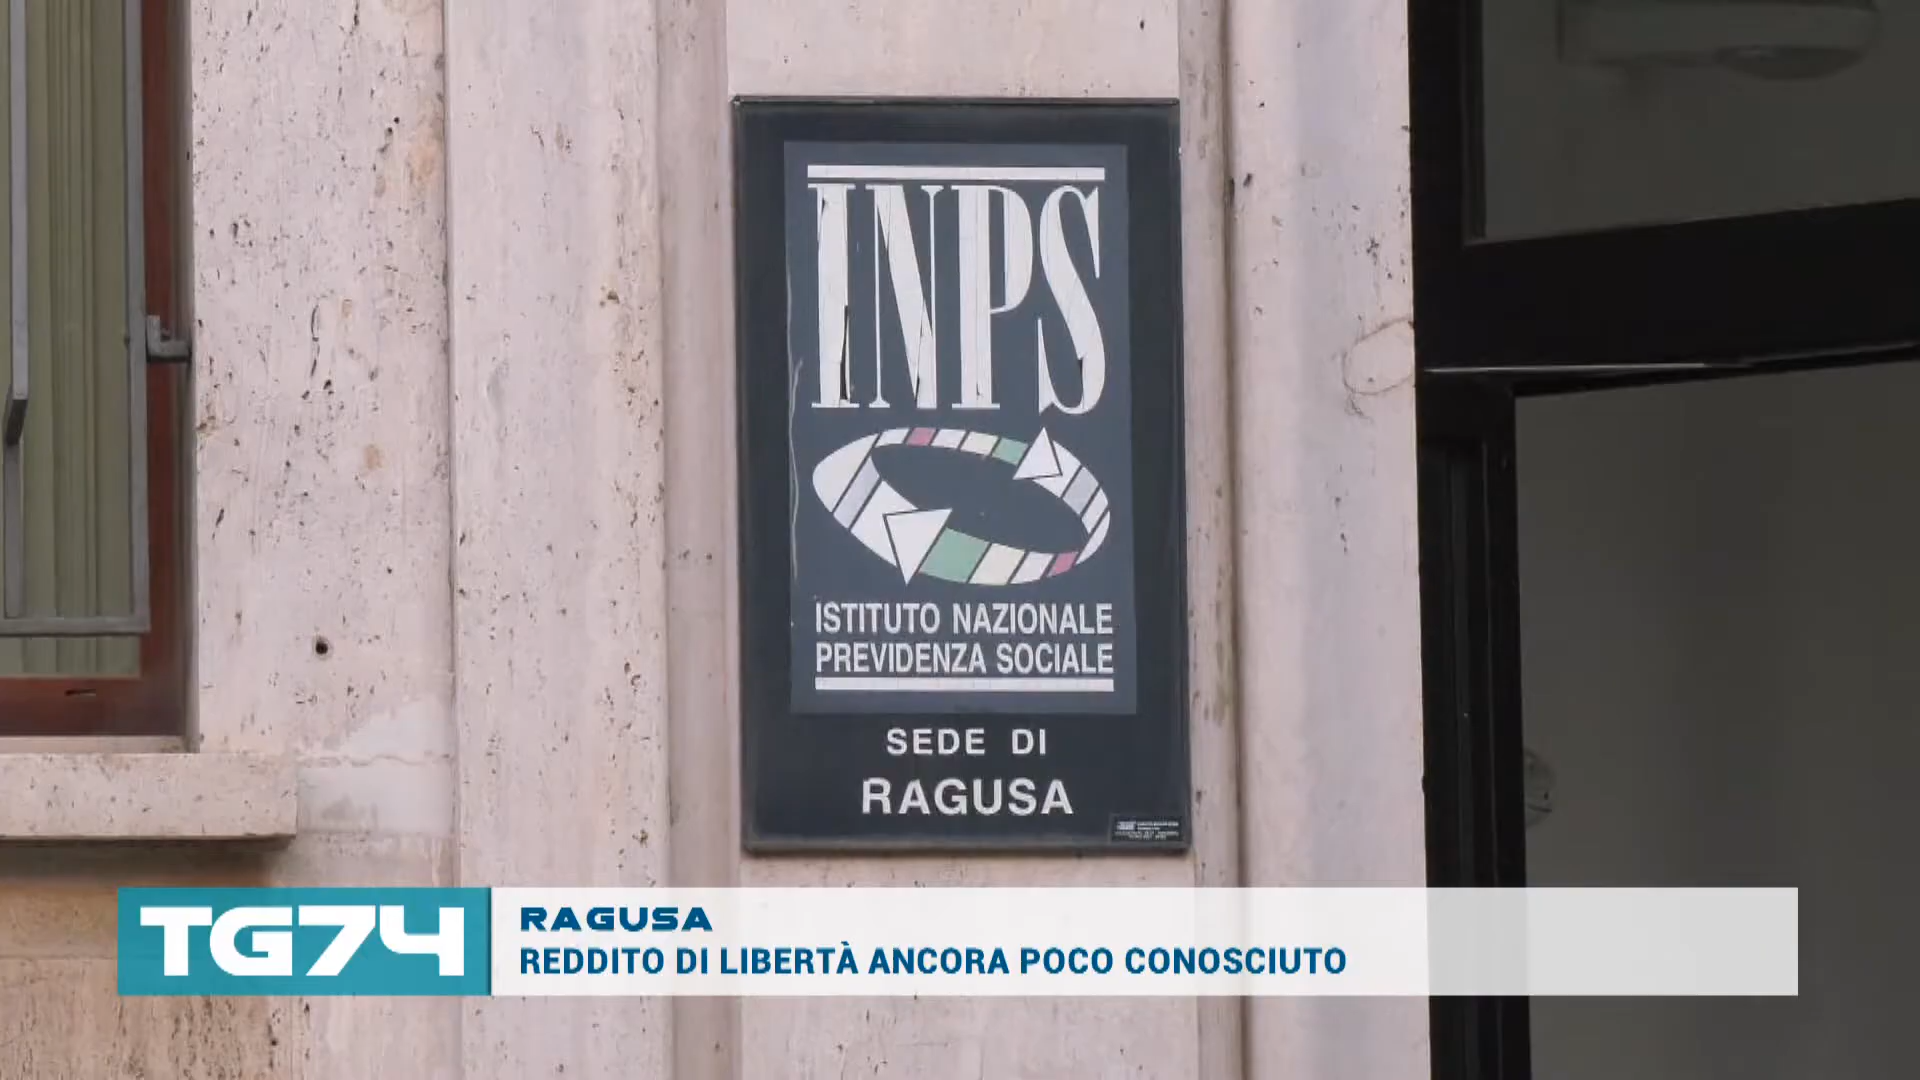 INPS
ISTITUTO NAZIONALE
PREVIDENZA SOCIALE
SEDE DI
RAGUSA
TG74
RAGUSA
REDDITO DI LIBERTÀ ANCORA POCO CONOSCIUTO